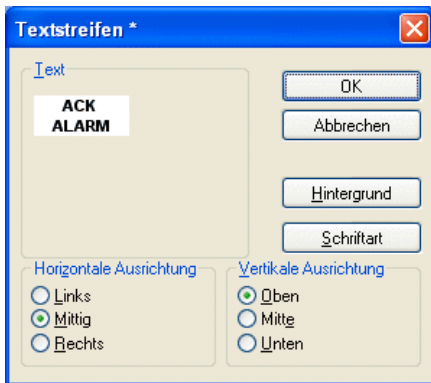 Textstreifen *
Text
ACK
ALARM
OK
Abbrechen
Hintergrund
Schriftart
Horizontale Ausrichtung
Links
Mittig
Rechts
Vertikale Ausrichtung
Oben
Mitte
Unten